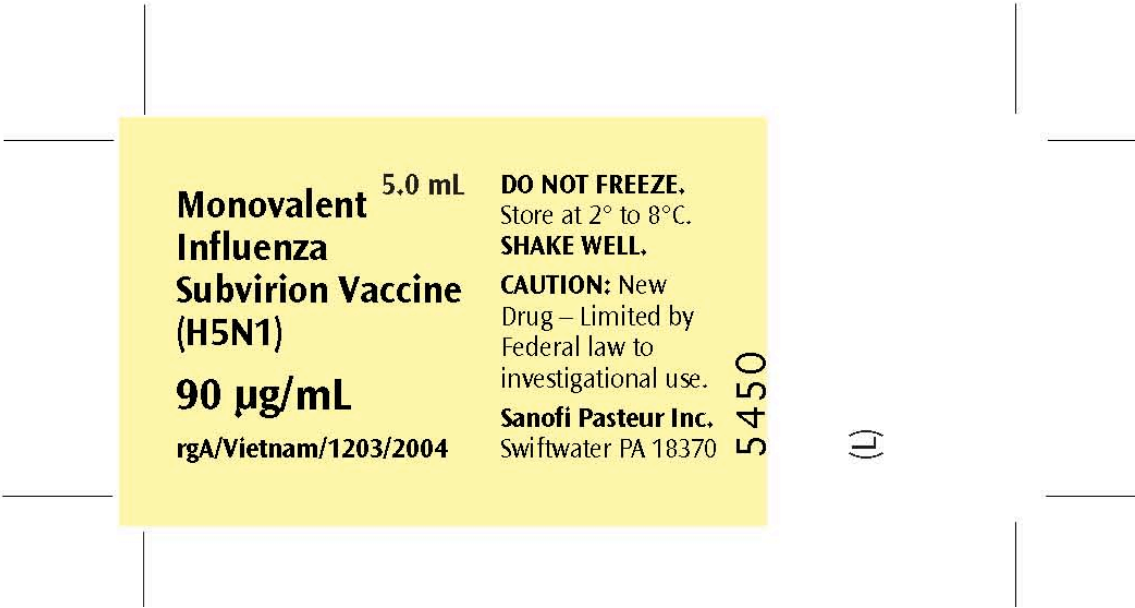 Monovalent 5.0 mL
Influenza
Subvirion Vaccine
(H5N1)
90 µg/mL
rgA/Vietnam/1203/2004
DO NOT FREEZE.
Store at 2° to 8°C.
SHAKE WELL.
CAUTION: New
Drug – Limited by
Federal law to
investigational use.
Sanofi Pasteur Inc.
Swiftwater PA 18370
5450
(L)